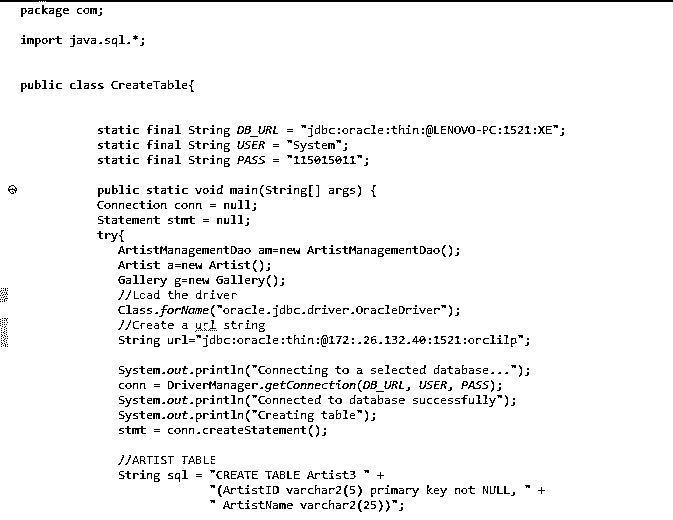 package com;
import java.sql.*;
public class CreateTable{
static final String DB_URL = "jdbc:oracle:thin:@LENOVO-PC:1521:XE";
static final String USER = "System";
static final String PASS = "115015011";
public static void main(String[] args) {
Connection conn = null;
Statement stmt = null;
try{
ArtistManagementDao am=new ArtistManagementDao();
Artist a=new Artist();
Gallery g=new Gallery();
//Load the driver
Class.forName("oracle.jdbc.driver.OracleDriver");
//Create a url string
String url="jdbc:oracle:thin:@172:.26.132.40:1521:orclilp";
System.out.println("Connecting to a selected database...");
conn = DriverManager.getConnection(DB_URL, USER, PASS);
System.out.println("Connected to database successfully");
System.out.println("Creating table");
stmt = conn.createStatement();
//ARTIST TABLE
String sql = "CREATE TABLE Artist3 " +
"(ArtistID varchar2(5) primary key not NULL, " +
" ArtistName varchar2(25))";